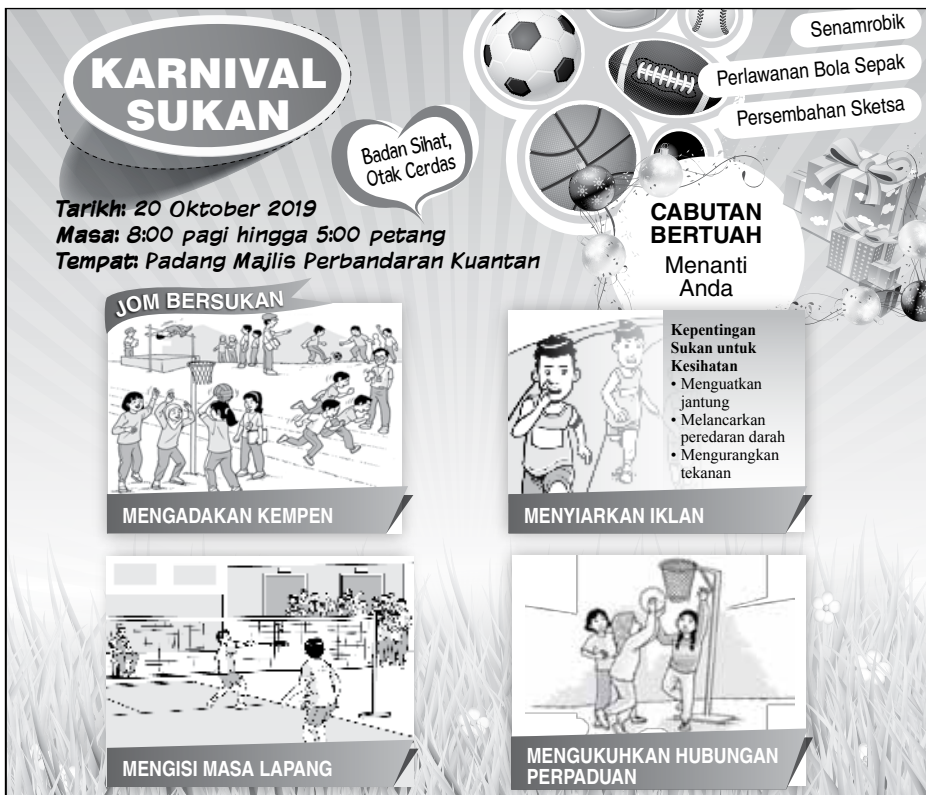 KARNIVAL
SUKAN
Badan Sihat,
Otak Cerdas
Senamrobik
Perlawanan Bola Sepak
Persembahan Sketsa
Tarikh: 20 Oktober 2019
Masa: 8:00 pagi hingga 5:00 petang
Tempat: Padang Majlis Perbandaran Kuantan
CABUTAN
BERTUAH
Menanti
Anda
JOM BERSUKAN
MENGADAKAN KEMPEN
Kepentingan
Sukan untuk
Kesihatan
• Menguatkan
jantung
• Melancarkan
peredaran darah
• Mengurangkan
tekanan
MENYIARKAN IKLAN
MENGISI MASA LAPANG
MENGUKUHKAN HUBUNGAN
PERPADUAN